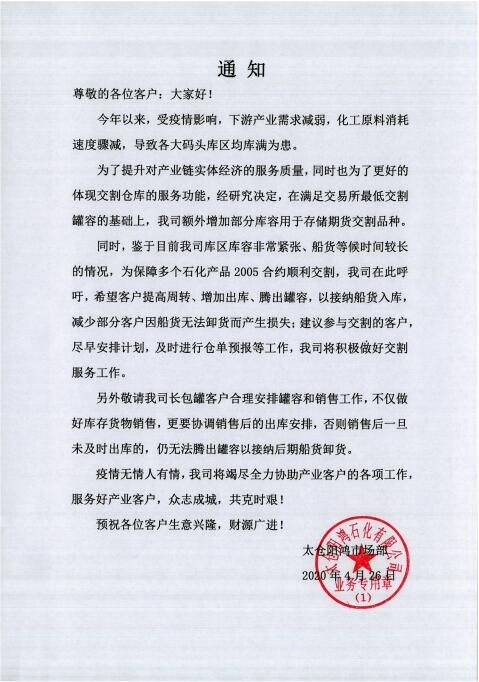 通 知
尊敬的各位客户：大家好！
今年以来，受疫情影响，下游产业需求减弱，化工原料消耗
速度骤减，导致各大码头库区均库满为患。
为了提升对产业链实体经济的服务质量，同时也为了更好的
体现交割仓库的服务功能，经研究决定，在满足交易所最低交割
罐容的基础上，我司额外增加部分库容用于存储期货交割品种。
同时，鉴于目前我司库区库容非常紧张、船货等候时间较长
的情况，为保障多个石化产品 2005 合约顺利交割，我司在此呼
吁，希望客户提高周转、增加出库、腾出罐容，以接纳船货入库，
减少部分客户因船货无法卸货而产生损失；建议参与交割的客户，
尽早安排计划，及时进行仓单预报等工作，我司将积极做好交割
服务工作。
另外敬请我司长包罐客户合理安排罐容和销售工作，不仅做
好库存货物销售，更要协调销售后的出库安排，否则销售后一旦
未及时出库的，仍无法腾出罐容以接纳后期船货卸货。
疫情无情人有情，我司将竭尽全力协助产业客户的各项工作，
服务好产业客户，众志成城，共克时艰！
预祝各位客户生意兴隆，财源广进！
太仓阳鸿市场部
2020 年 4 月 26 日
太仓阳鸿石化有限公司
业务专用章
(1)